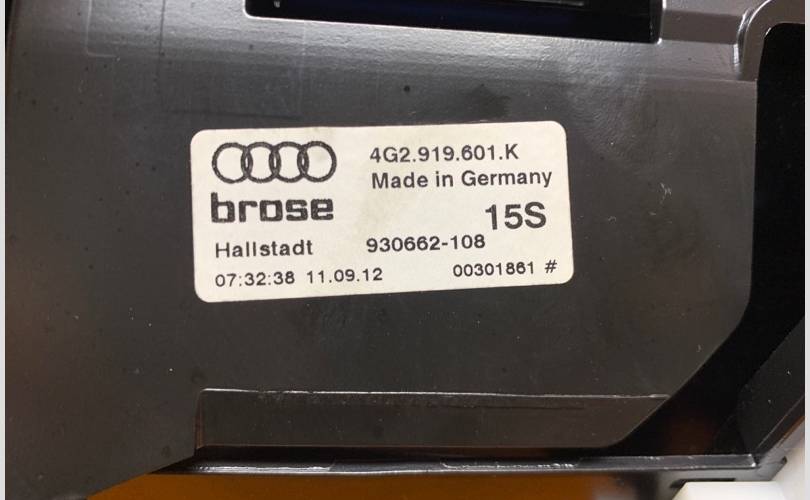 4G2.919.601.K
Made in Germany
brose
15S
Hallstadt 930662-108
07:32:38 11.09.12 00301861 #